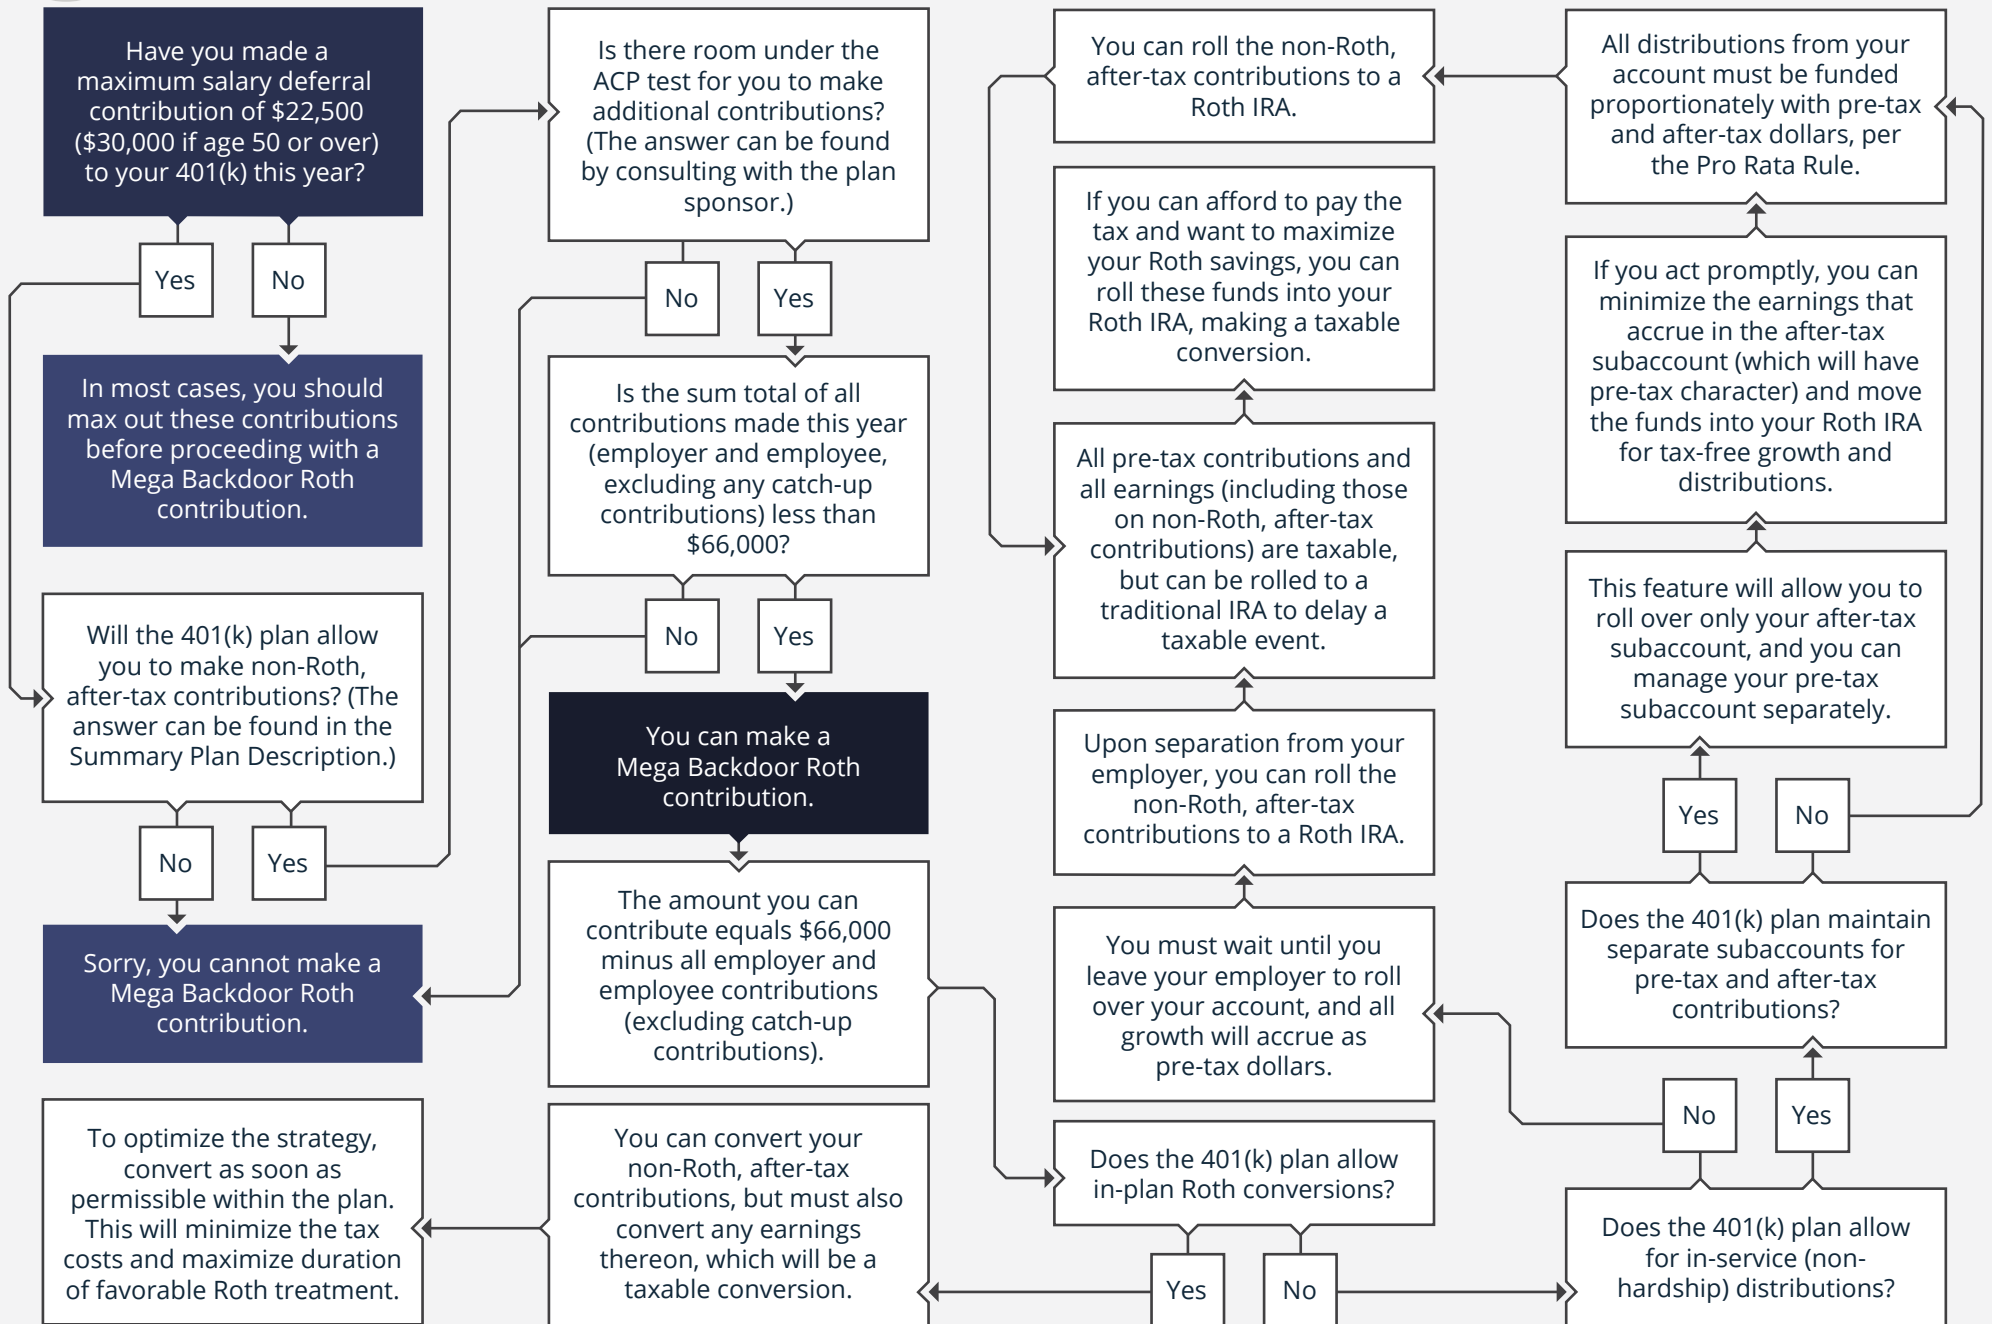 Have you made a
maximum salary deferral
contribution of $22,500
($30,000 if age 50 or over)
to your 401(k) this year?
Yes
No
In most cases, you should
max out these contributions
before proceeding with a
Mega Backdoor Roth
contribution.
Will the 401(k) plan allow
you to make non-Roth,
after-tax contributions? (The
answer can be found in the
Summary Plan Description.)
No
Yes
Sorry, you cannot make a
Mega Backdoor Roth
contribution.
To optimize the strategy,
convert as soon as
permissible within the plan.
This will minimize the tax
costs and maximize duration
of favorable Roth treatment.
Is there room under the
ACP test for you to make
additional contributions?
(The answer can be found
by consulting with the plan
sponsor.)
No
Yes
Is the sum total of all
contributions made this year
(employer and employee,
excluding any catch-up
contributions) less than
$66,000?
No
Yes
You can make a
Mega Backdoor Roth
contribution.
The amount you can
contribute equals $66,000
minus all employer and
employee contributions
(excluding catch-up
contributions).
You can convert your
non-Roth, after-tax
contributions, but must also
convert any earnings
thereon, which will be a
taxable conversion.
You can roll the non-Roth,
after-tax contributions to a
Roth IRA.
If you can afford to pay the
tax and want to maximize
your Roth savings, you can
roll these funds into your
Roth IRA, making a taxable
conversion.
All pre-tax contributions and
all earnings (including those
on non-Roth, after-tax
contributions) are taxable,
but can be rolled to a
traditional IRA to delay a
taxable event.
Upon separation from your
employer, you can roll the
non-Roth, after-tax
contributions to a Roth IRA.
You must wait until you
leave your employer to roll
over your account, and all
growth will accrue as
pre-tax dollars.
Does the 401(k) plan allow
in-plan Roth conversions?
Yes
No
All distributions from your
account must be funded
proportionately with pre-tax
and after-tax dollars, per
the Pro Rata Rule.
If you act promptly, you can
minimize the earnings that
accrue in the after-tax
subaccount (which will have
pre-tax character) and move
the funds into your Roth IRA
for tax-free growth and
distributions.
This feature will allow you to
roll over only your after-tax
subaccount, and you can
manage your pre-tax
subaccount separately.
Yes
No
Does the 401(k) plan maintain
separate subaccounts for
pre-tax and after-tax
contributions?
No
Yes
Does the 401(k) plan allow
for in-service (non-
hardship) distributions?